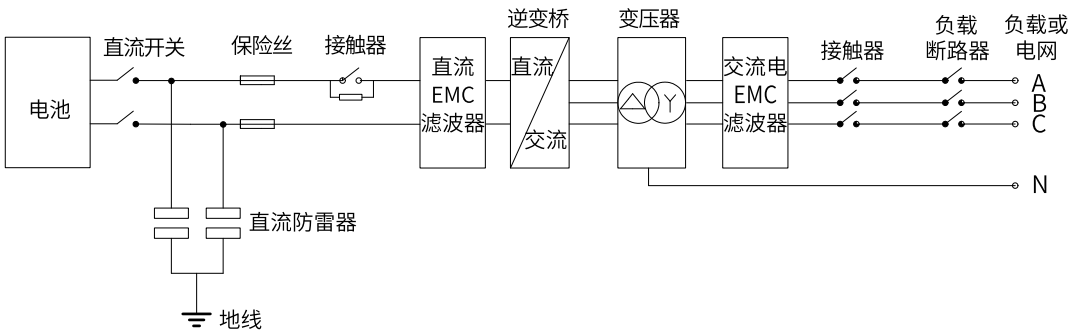 电池
直流开关
保险丝
接触器
直流
EMC
滤波器
逆变桥
直流
交流
变压器
交流电
EMC
滤波器
接触器
负载
断路器
负载或
电网
A
B
C
N
直流防雷器
地线